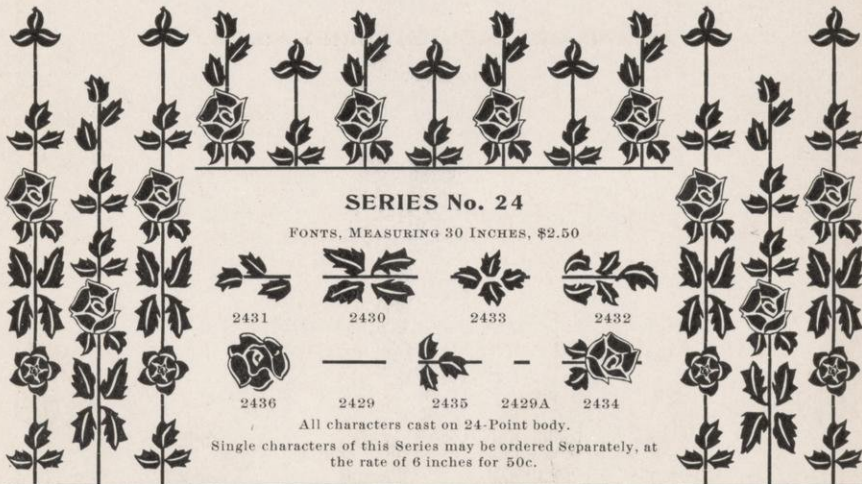 SERIES No. 24
FONTS, MEASURING 30 INCHES, $2.50
2431 2430 2433 2432
2436 2429 2435 2429A 2434
All characters cast on 24-Point body.
Single characters of this Series may be ordered Separately, at
the rate of 6 inches for 50c.